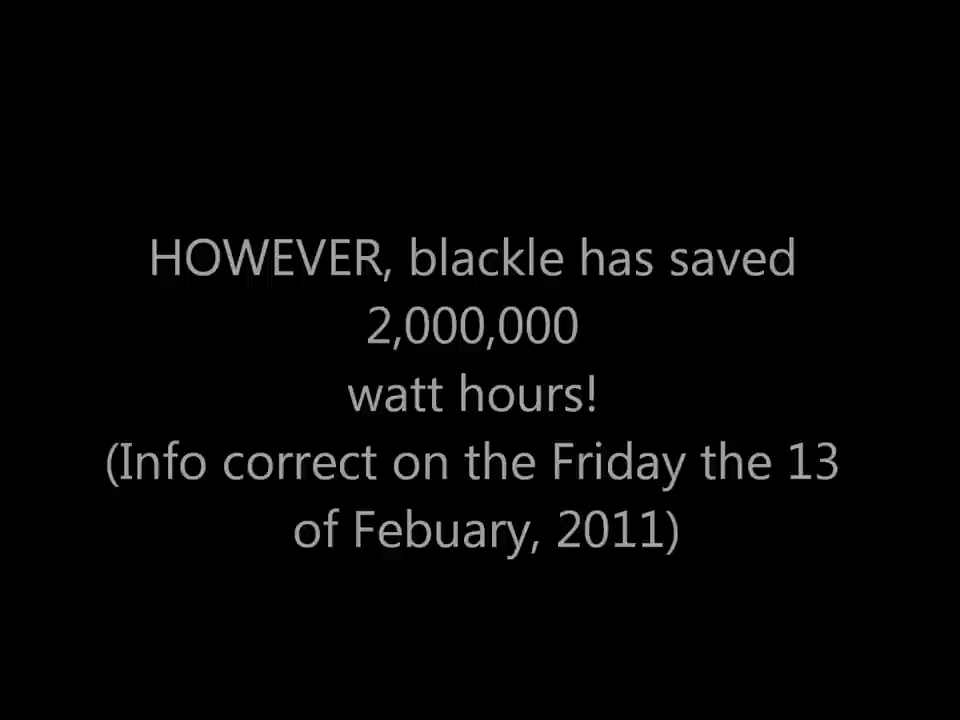 HOWEVER, blackle has saved
2,000,000
watt hours!
(Info correct on the Friday the 13
of Febuary, 2011)